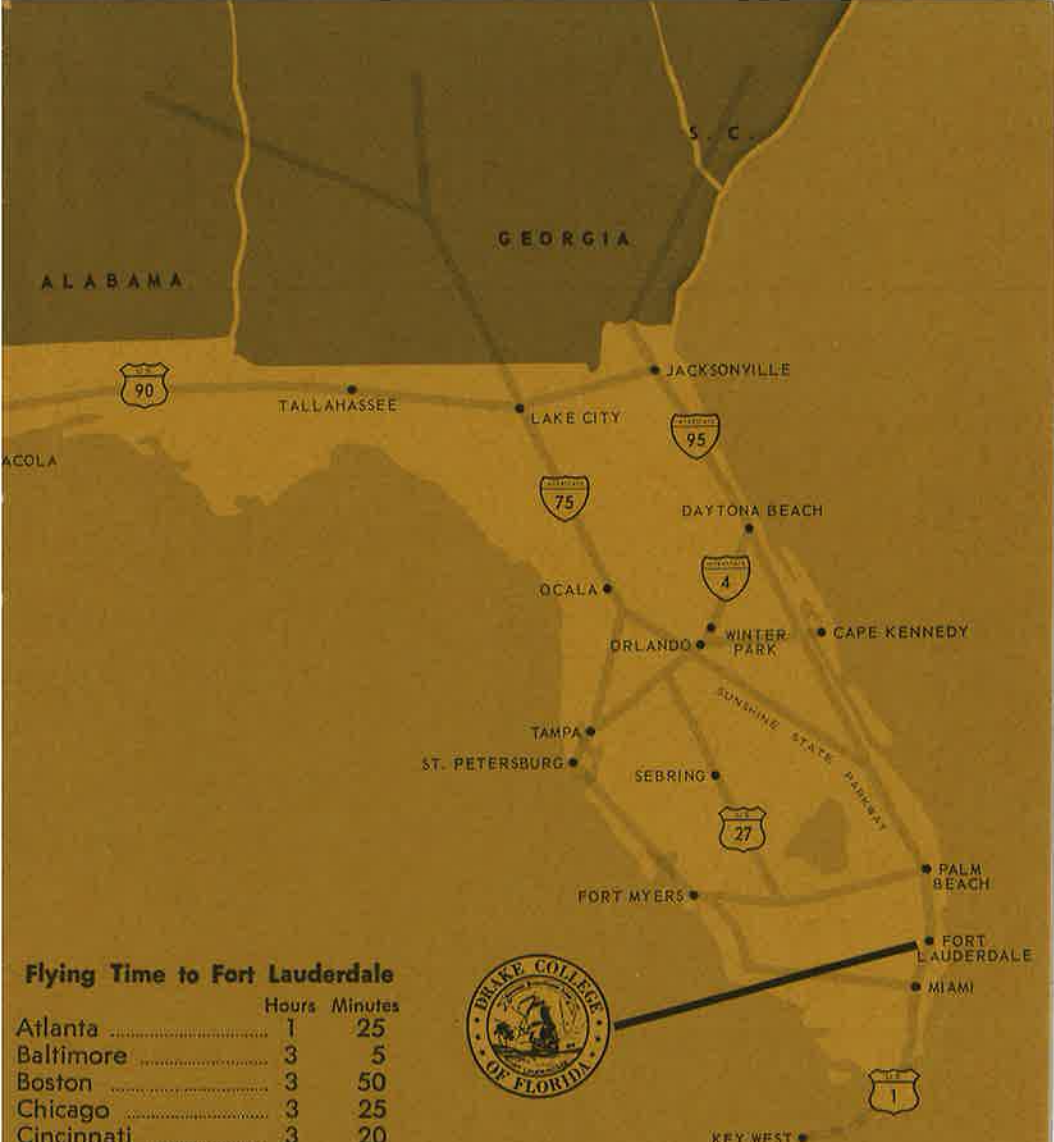 S. C.
GEORGIA
ALABAMA
U S
90
JACKSONVILLE
TALLAHASSEE
LAKE CITY
INTERSTATE
95
ACOLA
INTERSTATE
75
DAYTONA BEACH
INTERSTATE
4
OCALA
ORLANDO
WINTER
PARK
CAPE KENNEDY
SUNSHINE STATE PARKWAY
TAMPA
ST. PETERSBURG
SEBRING
U S
27
PALM
BEACH
FORT MYERS
FORT
LAUDERDALE
MIAMI
DRAKE COLLEGE
OF FLORIDA
U S
1
KEY WEST
Flying Time to Fort Lauderdale
Hours Minutes
Atlanta ........................ 1 25
Baltimore .................... 3 5
Boston ........................ 3 50
Chicago ........................ 3 25
Cincinnati.................... 3 20